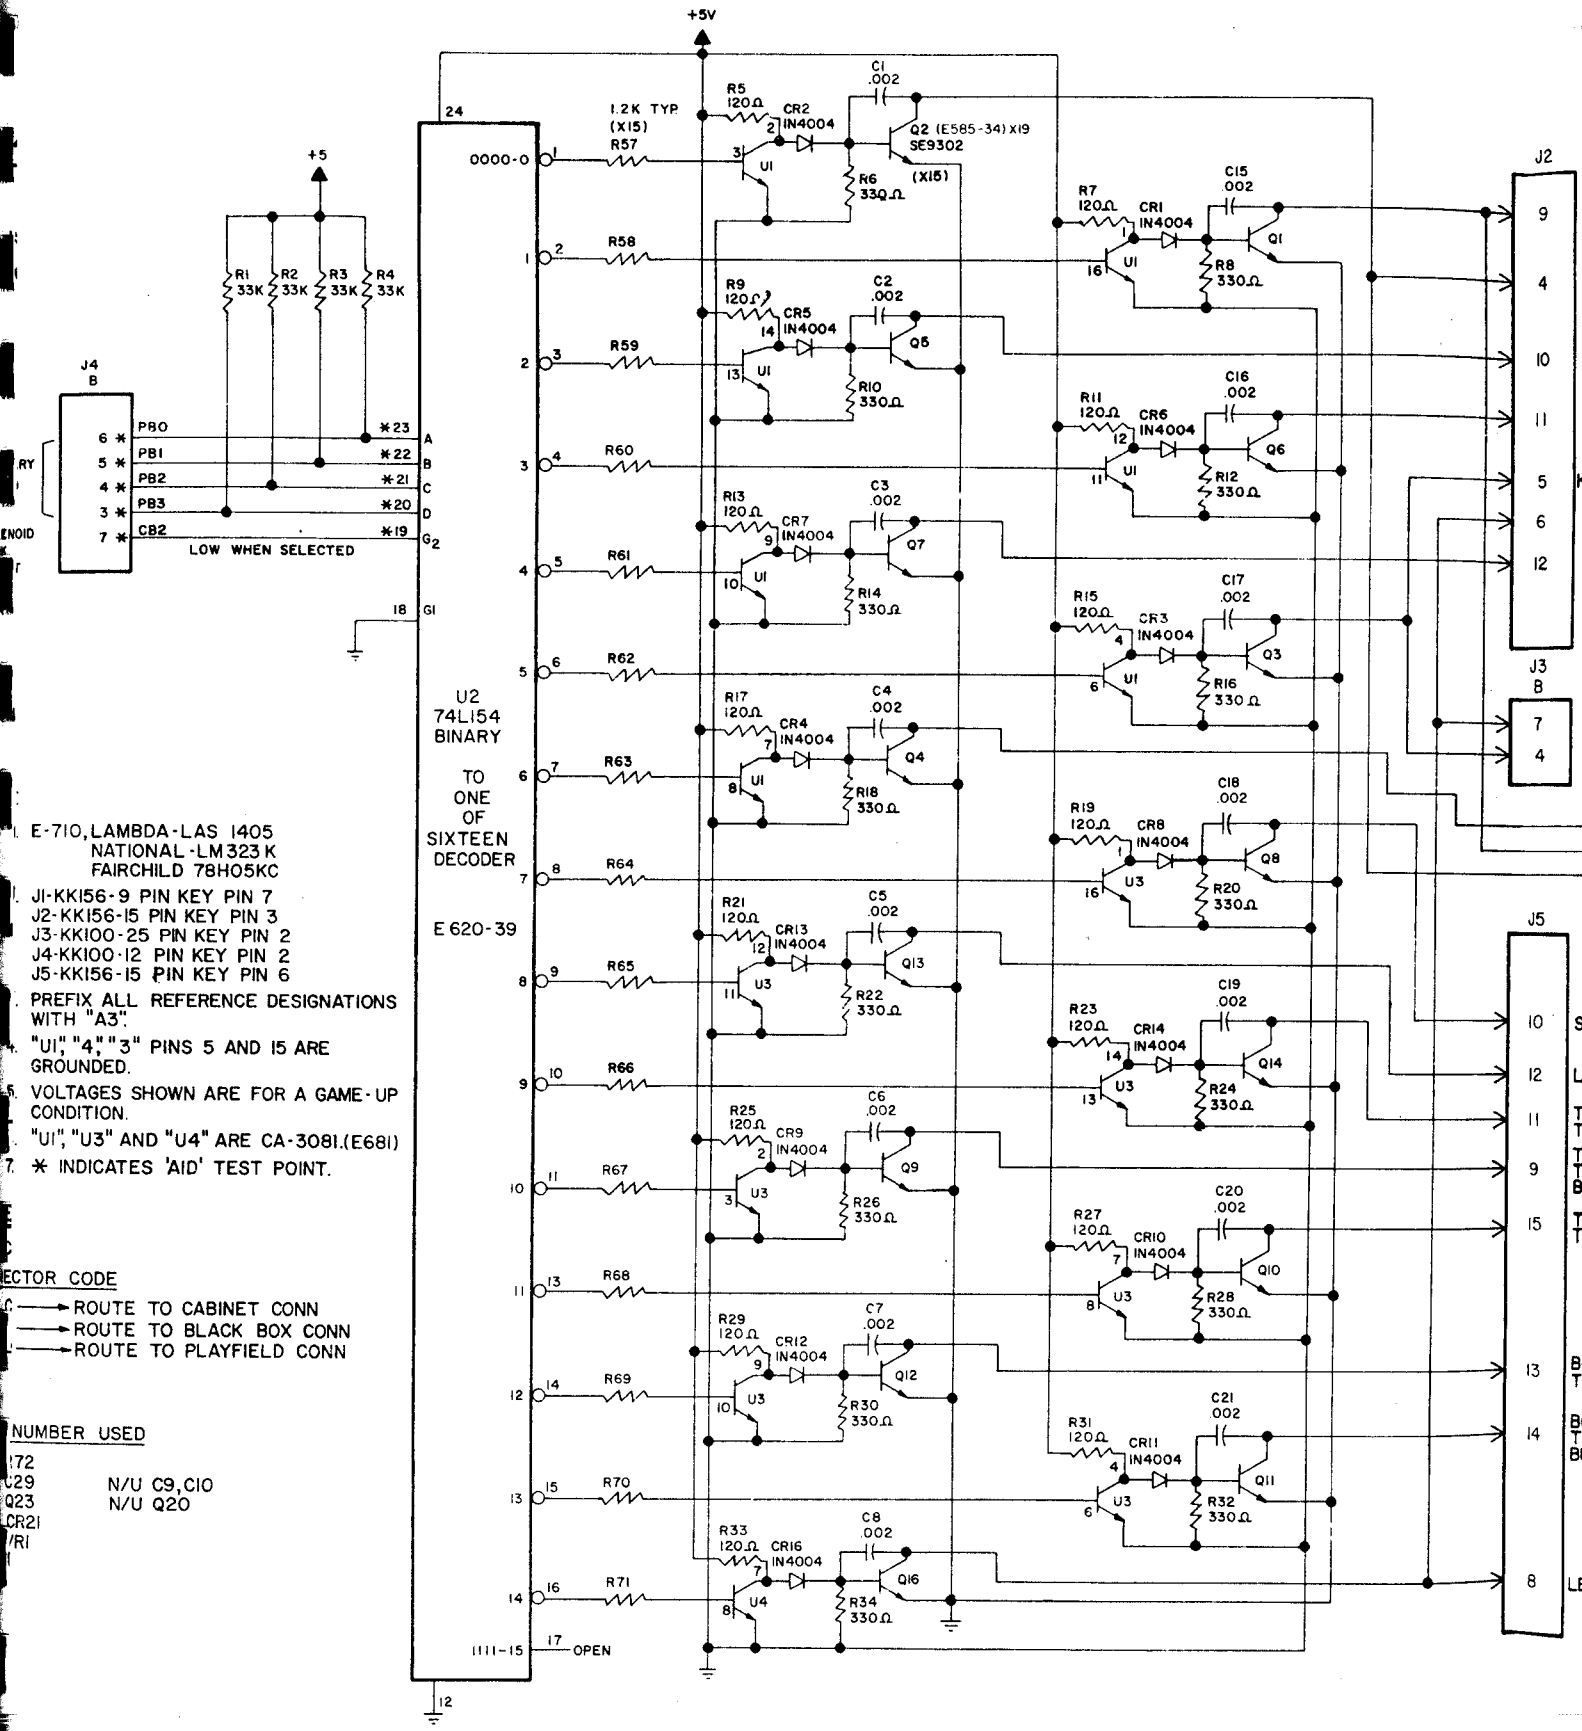 +5V
24
+5
R1
33K
R2
33K
R3
33K
R4
33K
J4
B
6 * PB0 *23 A
5 * PB1 *22 B
4 * PB2 *21 C
3 * PB3 *20 D
7 * CB2 *19 G2
LOW WHEN SELECTED
18 G1
ENOID
U2
74L154
BINARY
TO
ONE
OF
SIXTEEN
DECODER
E620-39
12
0000-0 1
1.2K TYP.
(X15)
R57
1 2 R58
2 3 R59
3 4 R60
4 5 R61
5 6 R62
6 7 R63
7 8 R64
8 9 R65
9 10 R66
10 11 R67
11 13 R68
12 14 R69
13 15 R70
14 16 R71
1111-15 17 OPEN
R5
120Ω
CR2
IN4004
C1
.002
2
3 U1
R6
330Ω
Q2 (E585-34)X19
SE9302
(X15)
R7
120Ω
CR1
IN4004
C15
.002
1
16 U1
R8
330Ω
Q1
R9
120Ω
CR5
IN4004
C2
.002
14
13 U1
R10
330Ω
Q5
R11
120Ω
CR6
IN4004
C16
.002
12
11 U1
R12
330Ω
Q6
R13
120Ω
CR7
IN4004
C3
.002
9
10 U1
R14
330Ω
Q7
R15
120Ω
CR3
IN4004
C17
.002
4
6 U1
R16
330Ω
Q3
R17
120Ω
CR4
IN4004
C4
.002
7
8 U1
R18
330Ω
Q4
R19
120Ω
CR8
IN4004
C18
.002
1
16 U3
R20
330Ω
Q8
R21
120Ω
CR13
IN4004
C5
.002
12
11 U3
R22
330Ω
Q13
R23
120Ω
CR14
IN4004
C19
.002
14
13 U3
R24
330Ω
Q14
R25
120Ω
CR9
IN4004
C6
.002
2
3 U3
R26
330Ω
Q9
R27
120Ω
CR10
IN4004
C20
.002
7
8 U3
R28
330Ω
Q10
R29
120Ω
CR12
IN4004
C7
.002
9
10 U3
R30
330Ω
Q12
R31
120Ω
CR11
IN4004
C21
.002
4
6 U3
R32
330Ω
Q11
R33
120Ω
CR16
IN4004
C8
.002
7
8 U4
R34
330Ω
Q16
J2
9
4
10
11
5
6
12
J3
B
7
4
J5
10
12
11
9
15
13
14
8
E-710, LAMBDA-LAS 1405
NATIONAL-LM323K
FAIRCHILD 78H05KC
J1-KK156-9 PIN KEY PIN 7
J2-KK156-15 PIN KEY PIN 3
J3-KK100-25 PIN KEY PIN 2
J4-KK100-12 PIN KEY PIN 2
J5-KK156-15 PIN KEY PIN 6
PREFIX ALL REFERENCE DESIGNATIONS
WITH "A3".
4. "U1", "4", "3" PINS 5 AND 15 ARE
GROUNDED.
5. VOLTAGES SHOWN ARE FOR A GAME-UP
CONDITION.
"U1", "U3" AND "U4" ARE CA-3081.(E681)
7. * INDICATES 'AID' TEST POINT.
ECTOR CODE
ROUTE TO CABINET CONN
ROUTE TO BLACK BOX CONN
ROUTE TO PLAYFIELD CONN
NUMBER USED
R72
C29 N/U C9,C10
Q23 N/U Q20
CR21
VR1